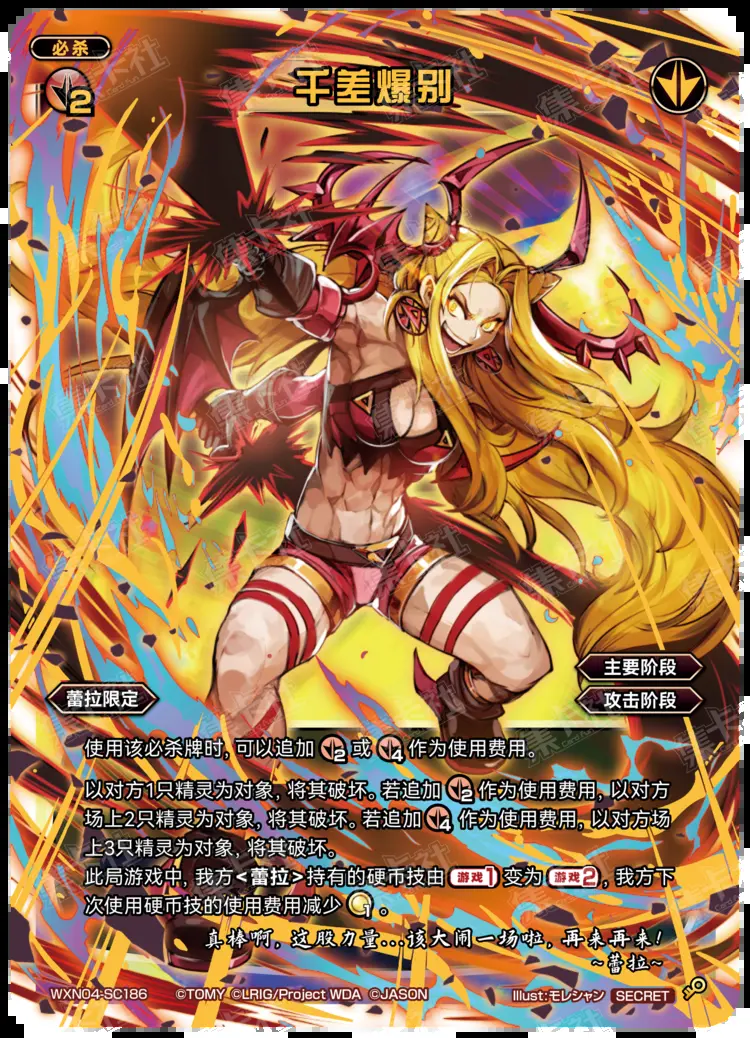 必杀
2
千差爆别
主要阶段
蕾拉限定
攻击阶段
使用该必杀牌时, 可以追加 2 或 4 作为使用费用。
以对方1只精灵为对象, 将其破坏。若追加 2 作为使用费用, 以对方
场上2只精灵为对象, 将其破坏。若追加 4 作为使用费用, 以对方场
上3只精灵为对象, 将其破坏。
此局游戏中, 我方<蕾拉>持有的硬币技由 游戏1 变为 游戏2, 我方下
次使用硬币技的使用费用减少 1 。
真棒啊, 这股力量...该大闹一场啦, 再来再来!
~蕾拉~
WXN04-SC186 ©TOMY ©LRIG/Project WDA ©JASON Illust:モレシャン SECRET
集卡社